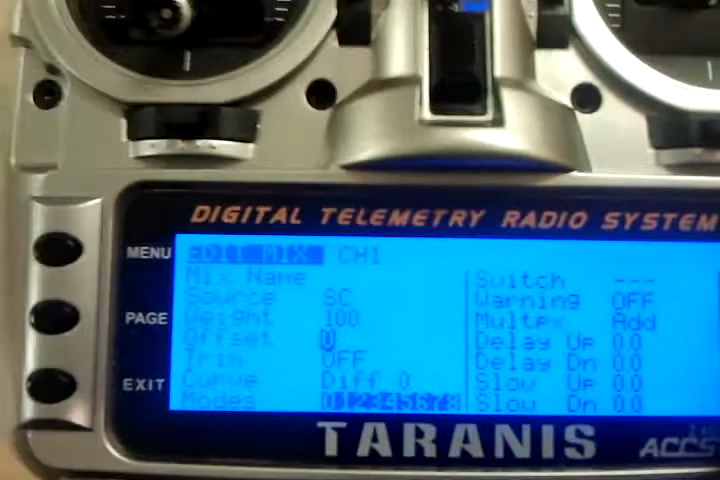 DIGITAL TELEMETRY RADIO SYSTEM
MENU
PAGE
EXIT
EDIT MIX CH1
Mix Name
Source SC
Weight 100
Offset 0
Trim OFF
Curve Diff 0
Modes 012345678
Switch ---
Warning OFF
Multpx Add
Delay Up 0.0
Delay Dn 0.0
Slow Up 0.0
Slow Dn 0.0
TARANIS
ACCS